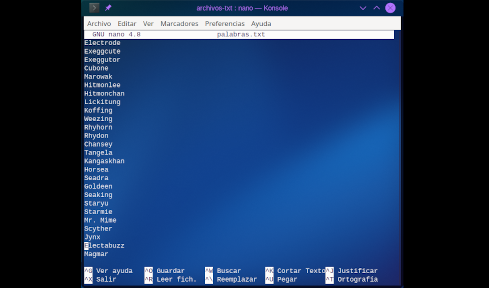 archivos-txt : nano — Konsole
Archivo Editar Ver Marcadores Preferencias Ayuda
GNU nano 4.8 palabras.txt
Electrode
Exeggcute
Exeggutor
Cubone
Marowak
Hitmonlee
Hitmonchan
Lickitung
Koffing
Weezing
Rhyhorn
Rhydon
Chansey
Tangela
Kangaskhan
Horsea
Seadra
Goldeen
Seaking
Staryu
Starmie
Mr. Mime
Scyther
Jynx
Electabuzz
Magmar
^G Ver ayuda ^O Guardar ^W Buscar ^K Cortar Texto ^J Justificar
^X Salir ^R Leer fich. ^\ Reemplazar ^U Pegar ^T Ortografía